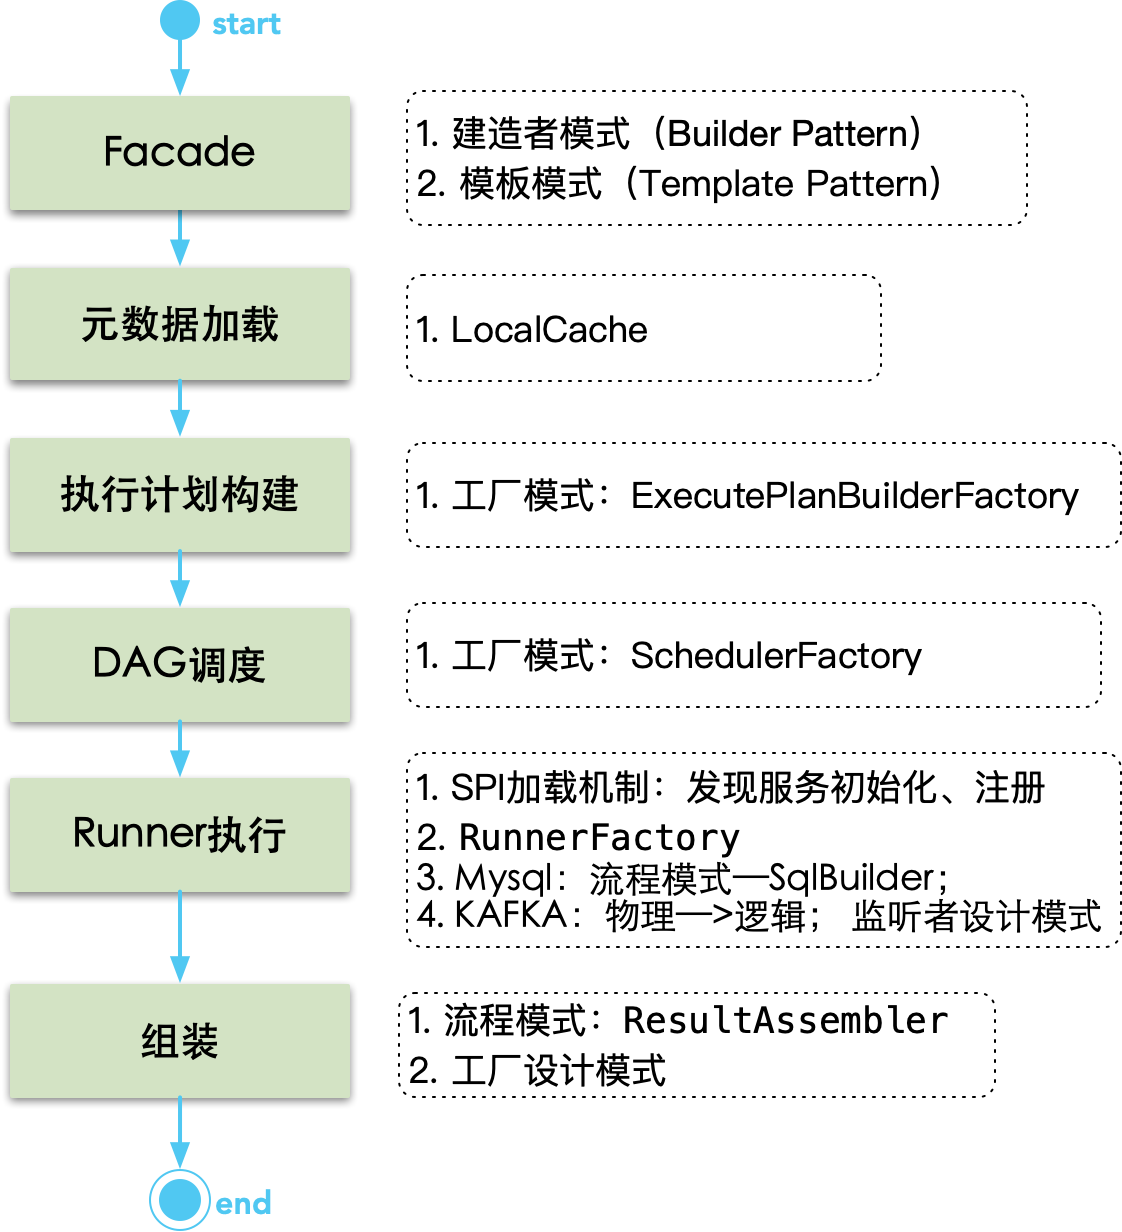 start
Facade
1. 建造者模式（Builder Pattern）
2. 模板模式（Template Pattern）
元数据加载
1. LocalCache
执行计划构建
1. 工厂模式：ExecutePlanBuilderFactory
DAG调度
1. 工厂模式：SchedulerFactory
Runner执行
1. SPI加载机制：发现服务初始化、注册
2. RunnerFactory
3. Mysql：流程模式—SqlBuilder；
4. KAFKA：物理—>逻辑； 监听者设计模式
组装
1. 流程模式：ResultAssembler
2. 工厂设计模式
end